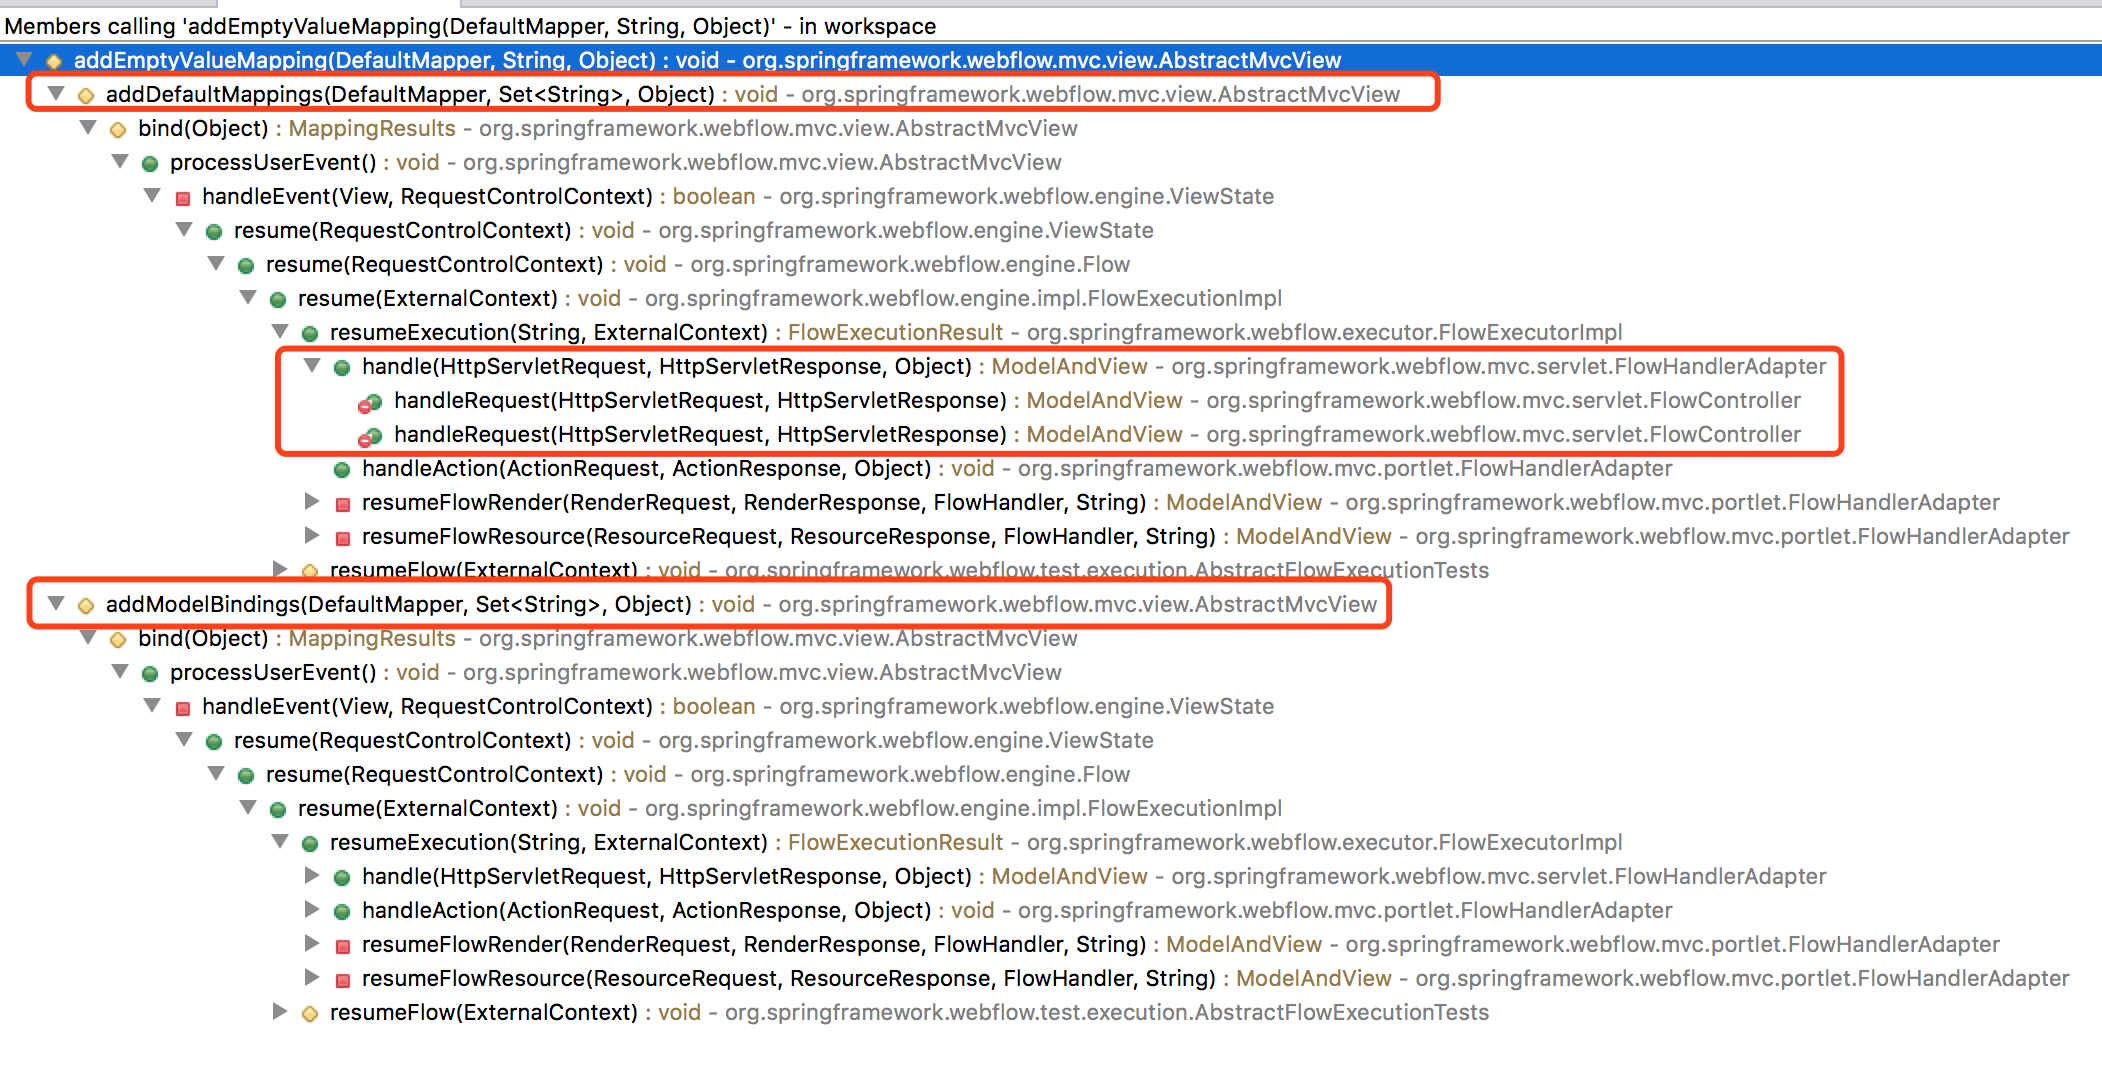 Members calling 'addEmptyValueMapping(DefaultMapper, String, Object)' - in workspace
addEmptyValueMapping(DefaultMapper, String, Object) : void - org.springframework.webflow.mvc.view.AbstractMvcView
addDefaultMappings(DefaultMapper, Set<String>, Object) : void - org.springframework.webflow.mvc.view.AbstractMvcView
bind(Object) : MappingResults - org.springframework.webflow.mvc.view.AbstractMvcView
processUserEvent() : void - org.springframework.webflow.mvc.view.AbstractMvcView
handleEvent(View, RequestControlContext) : boolean - org.springframework.webflow.engine.ViewState
resume(RequestControlContext) : void - org.springframework.webflow.engine.ViewState
resume(RequestControlContext) : void - org.springframework.webflow.engine.Flow
resume(ExternalContext) : void - org.springframework.webflow.engine.impl.FlowExecutionImpl
resumeExecution(String, ExternalContext) : FlowExecutionResult - org.springframework.webflow.executor.FlowExecutorImpl
handle(HttpServletRequest, HttpServletResponse, Object) : ModelAndView - org.springframework.webflow.mvc.servlet.FlowHandlerAdapter
handleRequest(HttpServletRequest, HttpServletResponse) : ModelAndView - org.springframework.webflow.mvc.servlet.FlowController
handleRequest(HttpServletRequest, HttpServletResponse) : ModelAndView - org.springframework.webflow.mvc.servlet.FlowController
handleAction(ActionRequest, ActionResponse, Object) : void - org.springframework.webflow.mvc.portlet.FlowHandlerAdapter
resumeFlowRender(RenderRequest, RenderResponse, FlowHandler, String) : ModelAndView - org.springframework.webflow.mvc.portlet.FlowHandlerAdapter
resumeFlowResource(ResourceRequest, ResourceResponse, FlowHandler, String) : ModelAndView - org.springframework.webflow.mvc.portlet.FlowHandlerAdapter
resumeFlow(ExternalContext) : void - org.springframework.webflow.test.execution.AbstractFlowExecutionTests
addModelBindings(DefaultMapper, Set<String>, Object) : void - org.springframework.webflow.mvc.view.AbstractMvcView
bind(Object) : MappingResults - org.springframework.webflow.mvc.view.AbstractMvcView
processUserEvent() : void - org.springframework.webflow.mvc.view.AbstractMvcView
handleEvent(View, RequestControlContext) : boolean - org.springframework.webflow.engine.ViewState
resume(RequestControlContext) : void - org.springframework.webflow.engine.ViewState
resume(RequestControlContext) : void - org.springframework.webflow.engine.Flow
resume(ExternalContext) : void - org.springframework.webflow.engine.impl.FlowExecutionImpl
resumeExecution(String, ExternalContext) : FlowExecutionResult - org.springframework.webflow.executor.FlowExecutorImpl
handle(HttpServletRequest, HttpServletResponse, Object) : ModelAndView - org.springframework.webflow.mvc.servlet.FlowHandlerAdapter
handleAction(ActionRequest, ActionResponse, Object) : void - org.springframework.webflow.mvc.portlet.FlowHandlerAdapter
resumeFlowRender(RenderRequest, RenderResponse, FlowHandler, String) : ModelAndView - org.springframework.webflow.mvc.portlet.FlowHandlerAdapter
resumeFlowResource(ResourceRequest, ResourceResponse, FlowHandler, String) : ModelAndView - org.springframework.webflow.mvc.portlet.FlowHandlerAdapter
resumeFlow(ExternalContext) : void - org.springframework.webflow.test.execution.AbstractFlowExecutionTests